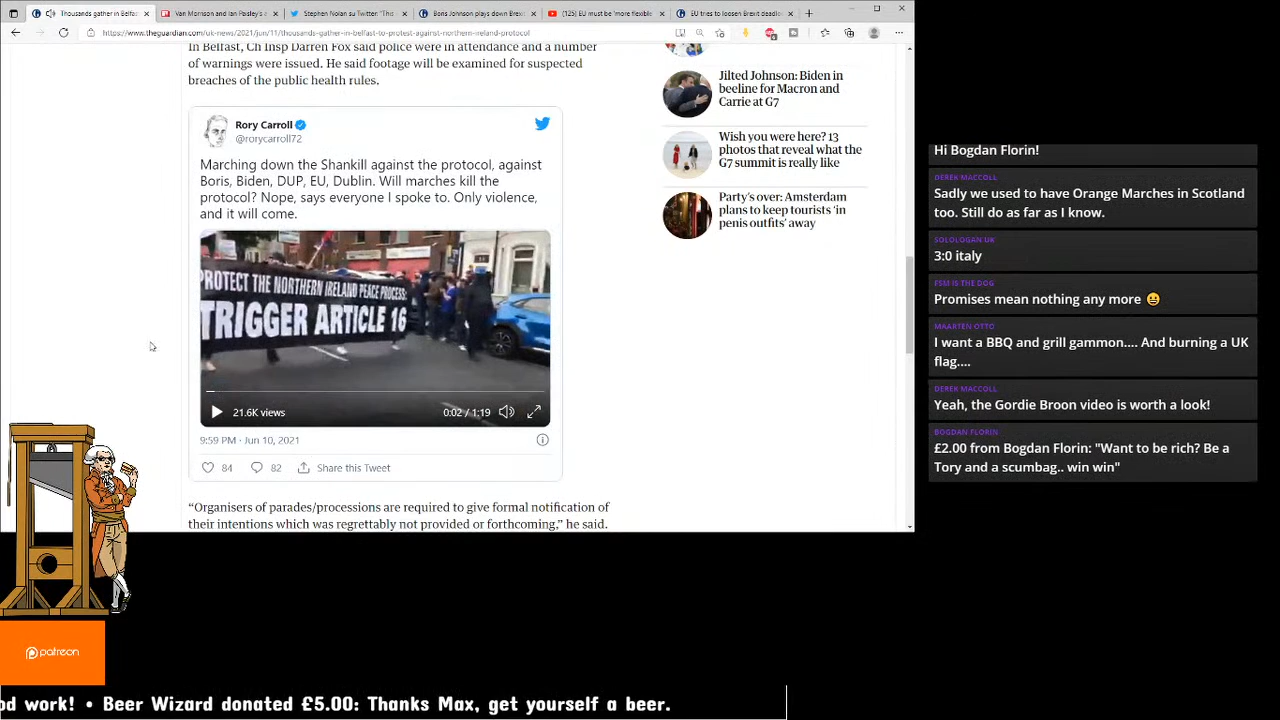 Thousands gather in Belfas
Van Morrison and Ian Paisley's a
Stephen Nolan su Twitter: "The
Boris Johnson plays down Brex
(125) EU must be 'more flexible
EU tries to loosen Brexit deadlo
https://www.theguardian.com/uk-news/2021/jun/11/thousands-gather-in-belfast-to-protest-against-northern-ireland-protocol
In Belfast, Ch Insp Darren Fox said police were in attendance and a number
of warnings were issued. He said footage will be examined for suspected
breaches of the public health rules.
Rory Carroll
@rorycarroll72
Marching down the Shankill against the protocol, against
Boris, Biden, DUP, EU, Dublin. Will marches kill the
protocol? Nope, says everyone I spoke to. Only violence,
and it will come.
PROTECT THE NORTHERN IRELAND PEACE PROCESS:
TRIGGER ARTICLE 16
21.6K views
0:02 / 1:19
9:59 PM · Jun 10, 2021
84
82
Share this Tweet
"Organisers of parades/processions are required to give formal notification of
their intentions which was regrettably not provided or forthcoming," he said.
Jilted Johnson: Biden in
beeline for Macron and
Carrie at G7
Wish you were here? 13
photos that reveal what the
G7 summit is really like
Party's over: Amsterdam
plans to keep tourists 'in
penis outfits' away
Hi Bogdan Florin!
DEREK MACCOLL
Sadly we used to have Orange Marches in Scotland
too. Still do as far as I know.
SOLOLOGAN UK
3:0 italy
FSM IS THE DOG
Promises mean nothing any more 😃
MAARTEN OTTO
I want a BBQ and grill gammon.... And burning a UK
flag....
DEREK MACCOLL
Yeah, the Gordie Broon video is worth a look!
BOGDAN FLORIN
£2.00 from Bogdan Florin: "Want to be rich? Be a
Tory and a scumbag.. win win"
patreon
od work! • Beer Wizard donated £5.00: Thanks Max, get yourself a beer.